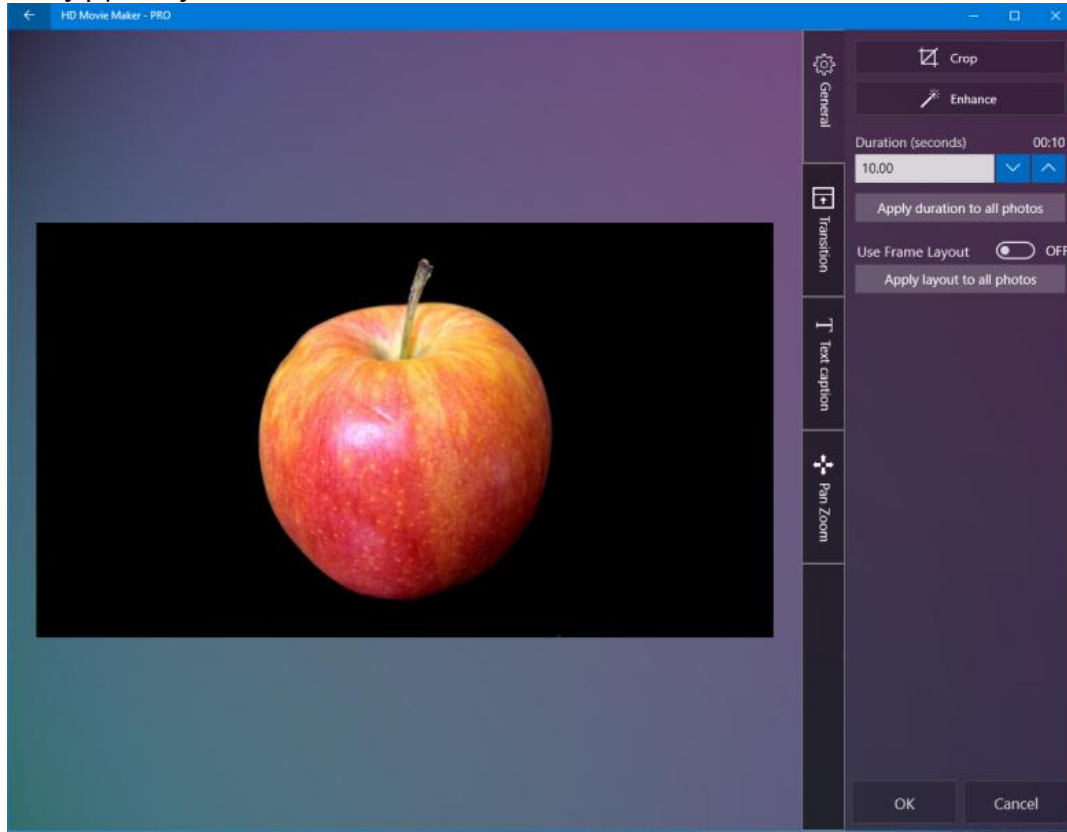 HD Movie Maker - PRO
General
Transition
Text caption
Pan Zoom
Crop
Enhance
Duration (seconds) 00:10
10.00
Apply duration to all photos
Use Frame Layout OFF
Apply layout to all photos
OK Cancel